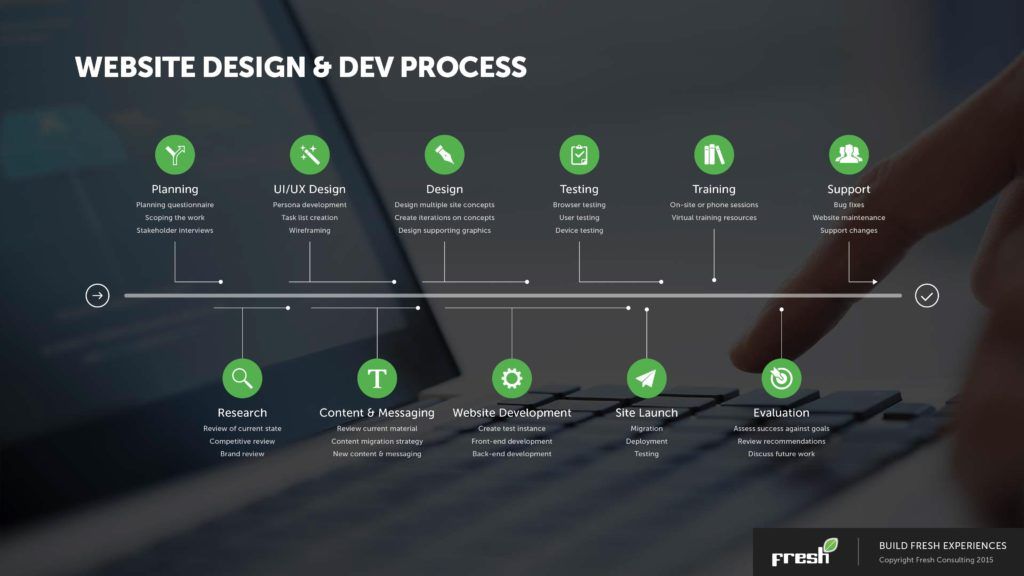 WEBSITE DESIGN & DEV PROCESS
Planning
Planning questionnaire
Scoping the work
Stakeholder interviews
UI/UX Design
Persona development
Task list creation
Wireframing
Design
Design multiple site concepts
Create iterations on concepts
Design supporting graphics
Testing
Browser testing
User testing
Device testing
Training
On-site or phone sessions
Virtual training resources
Support
Bug fixes
Website maintenance
Support changes
Research
Review of current state
Competitive review
Brand review
T
Content & Messaging
Review current material
Content migration strategy
New content & messaging
Website Development
Create test instance
Front-end development
Back-end development
Site Launch
Migration
Deployment
Testing
Evaluation
Assess success against goals
Review recommendations
Discuss future work
fresh
BUILD FRESH EXPERIENCES
Copyright Fresh Consulting 2015